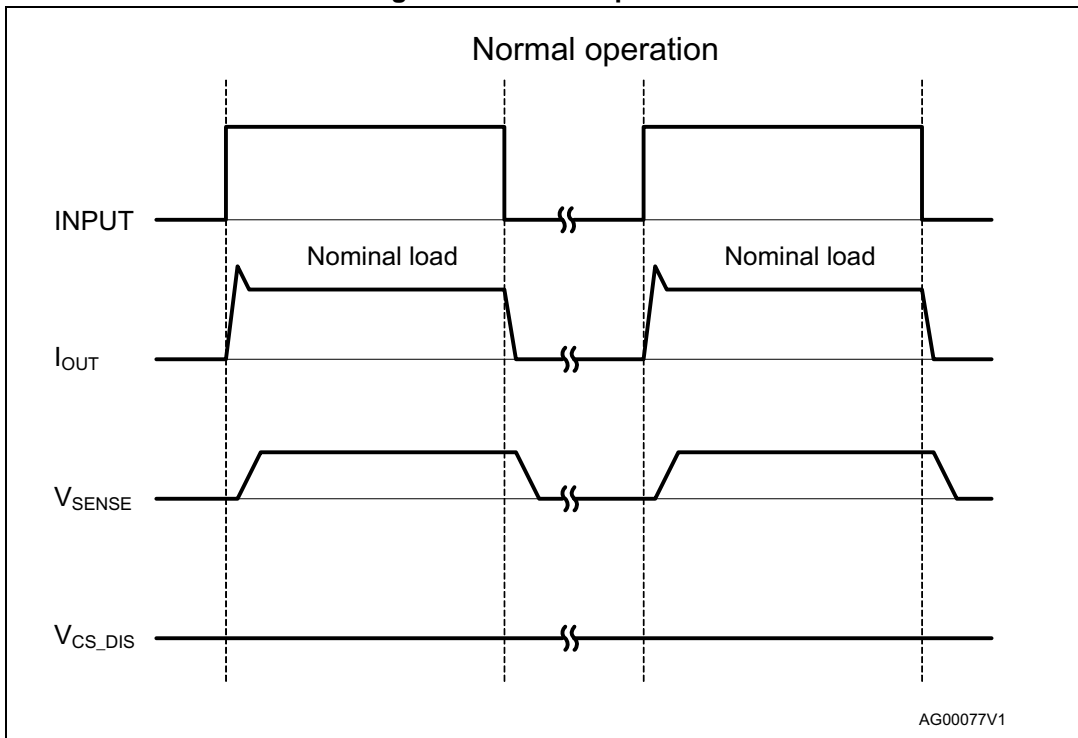 Normal operation
INPUT
Nominal load Nominal load
IOUT
VSENSE
VCS_DIS
AG00077V1